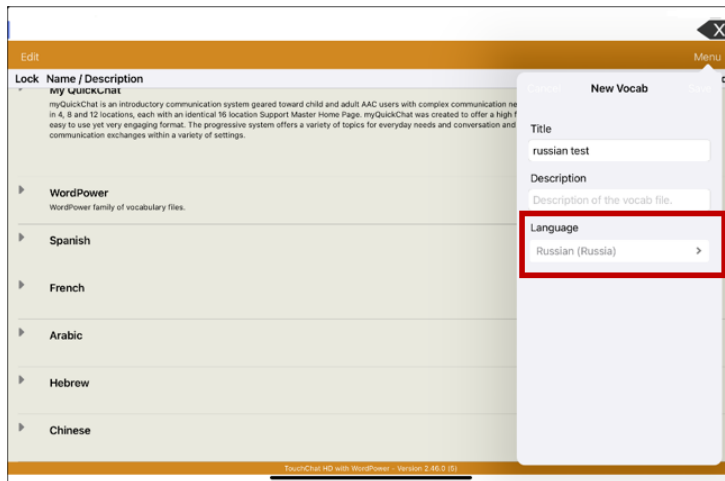 X
Edit
Menu
Lock Name / Description
My QuickChat
myQuickChat is an introductory communication system geared toward child and adult AAC users with complex communication ne
in 4, 8 and 12 locations, each with an identical 16 location Support Master Home Page. myQuickChat was created to offer a high f
easy to use yet very engaging format. The progressive system offers a variety of topics for everyday needs and conversation and
communication exchanges within a variety of settings.
WordPower
WordPower family of vocabulary files.
Spanish
French
Arabic
Hebrew
Chinese
Cancel New Vocab Save
Title
russian test
Description
Description of the vocab file.
Language
Russian (Russia) >
TouchChat HD with WordPower - Version 2.46.0 (5)